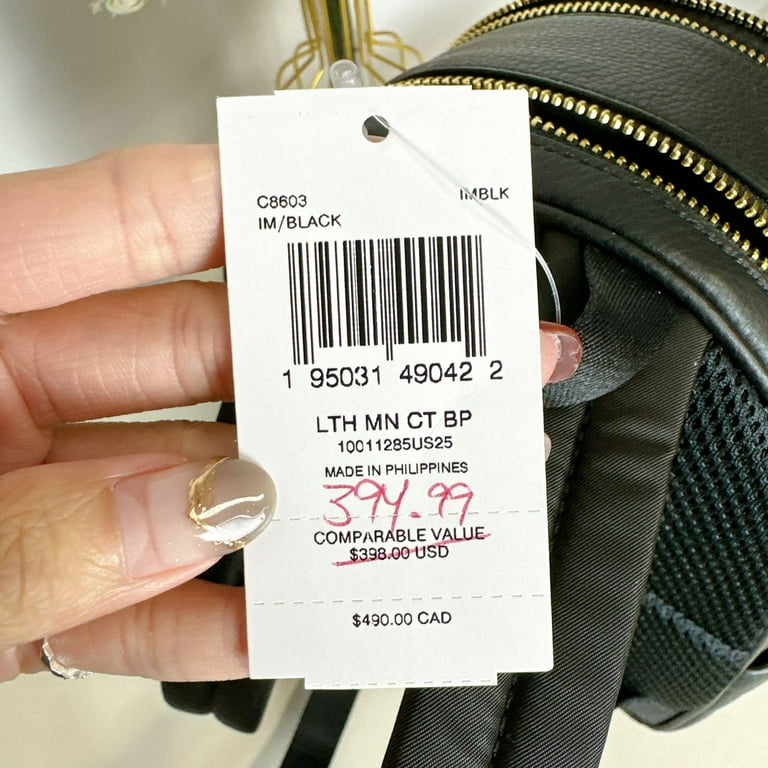 C8603 IMBLK
IM/BLACK
1 95031 49042 2
LTH MN CT BP
10011285US25
MADE IN PHILIPPINES
394.99
COMPARABLE VALUE
$398.00 USD
$490.00 CAD